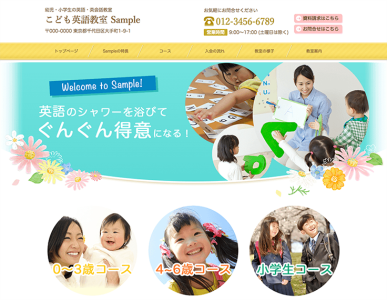 幼児・小学生の英語・英会話教室
こども英語教室 Sample
〒000-0000 東京都千代田区大手町1-9-1
お気軽にお問合せください
012-3456-6789
営業時間 9:00〜17:00 (土曜日は除く)
資料請求はこちら
お問合せはこちら
トップページ Sampleの特長 コース 入会の流れ 教室の様子 教室案内
Welcome to Sample!
英語のシャワーを浴びて
ぐんぐん得意になる！
0〜3歳コース
4〜6歳コース
小学生コース